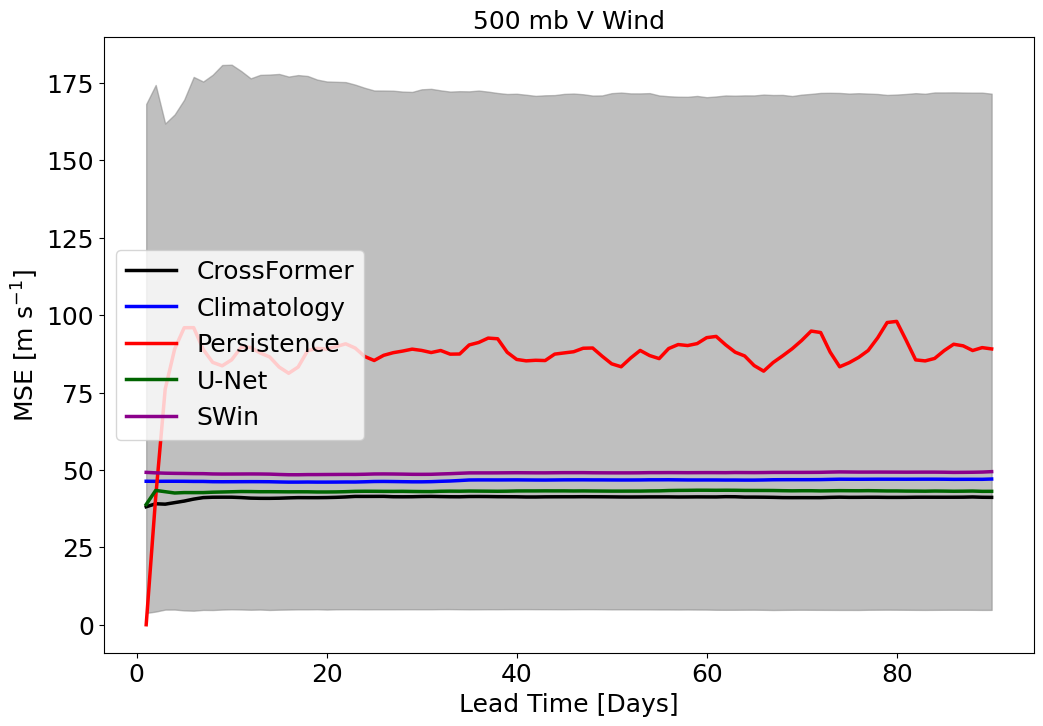 500 mb V Wind
MSE [m s⁻¹]
175
150
125
100
75
50
25
0
CrossFormer
Climatology
Persistence
U-Net
SWin
0 20 40 60 80
Lead Time [Days]